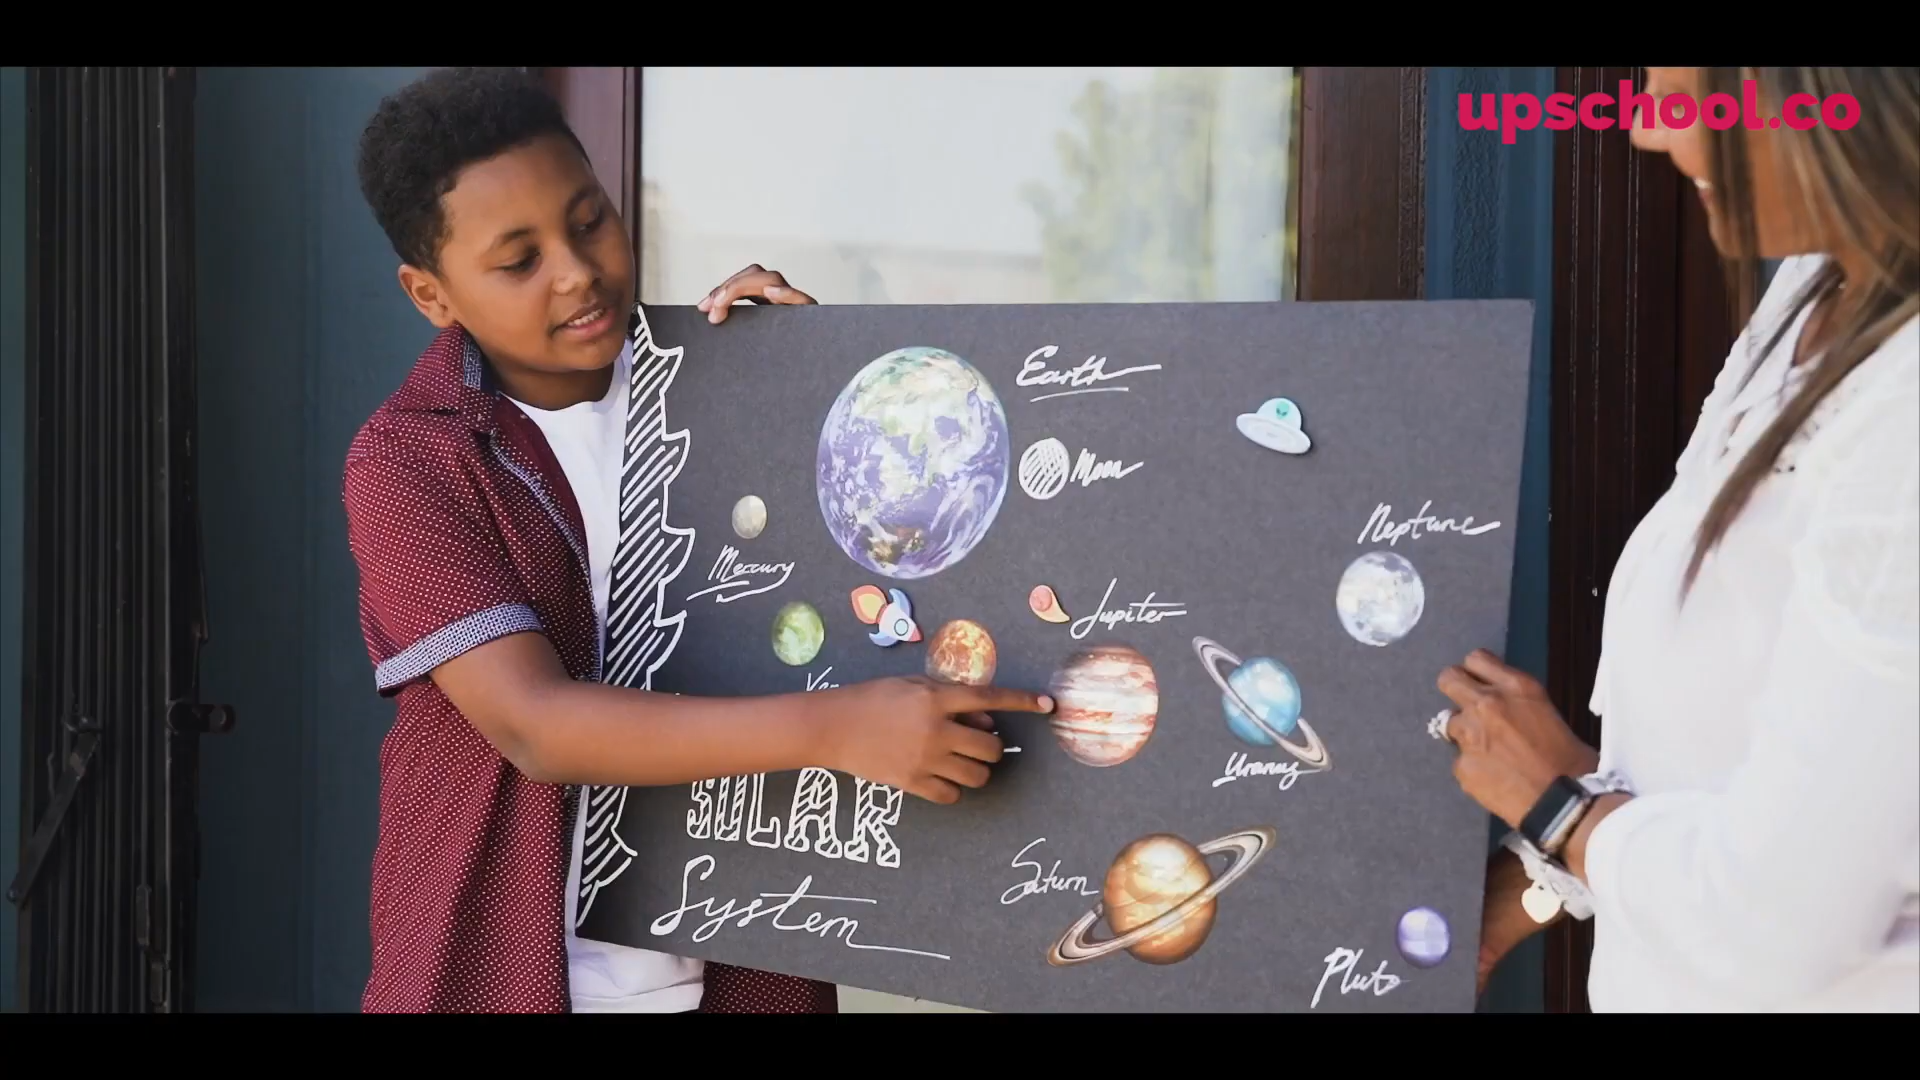 upschool.co
Earth
Moon
Neptune
Mercury
Jupiter
Uranus
SOLAR
System
Saturn
Pluto